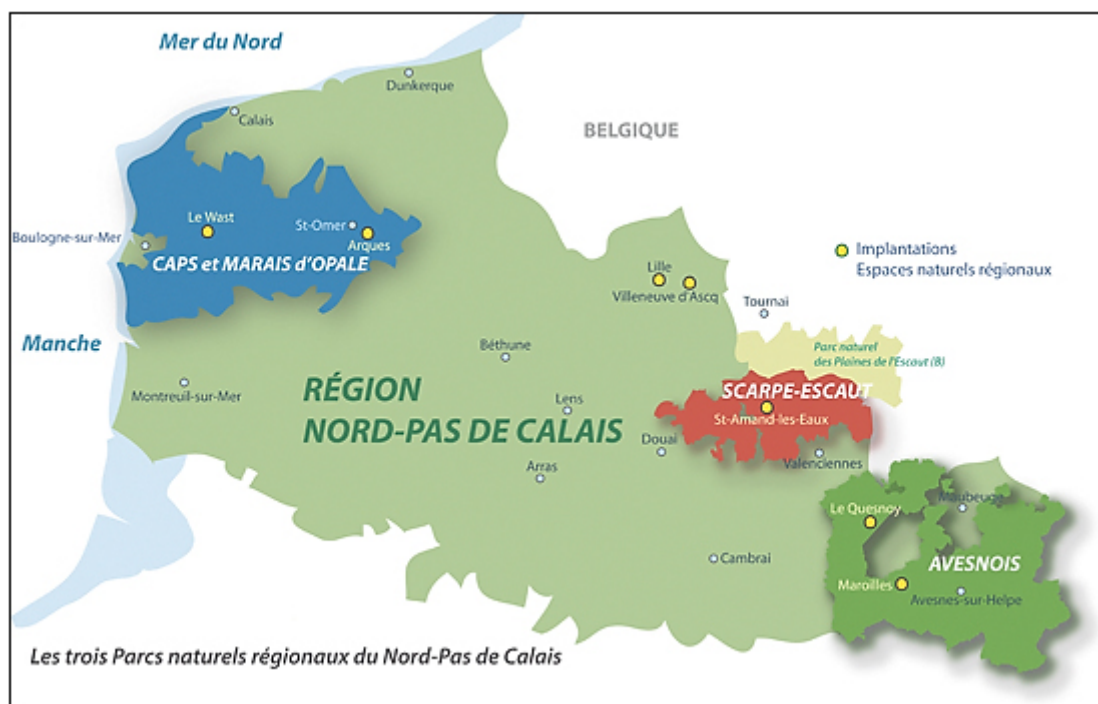 Mer du Nord
Dunkerque
Calais
BELGIQUE
Le Wast
St-Omer
Boulogne-sur-Mer
Arques
CAPS et MARAIS d'OPALE
Implantations
Espaces naturels régionaux
Lille
Villeneuve d'Ascq
Tournai
Manche
Béthune
Parc naturel
des Plaines de l'Escaut (B)
Montreuil-sur-Mer
RÉGION
NORD-PAS DE CALAIS
Lens
SCARPE-ESCAUT
St-Amand-les-Eaux
Douai
Valenciennes
Arras
Le Quesnoy
Maubeuge
Cambrai
AVESNOIS
Maroilles
Avesnes-sur-Helpe
Les trois Parcs naturels régionaux du Nord-Pas de Calais